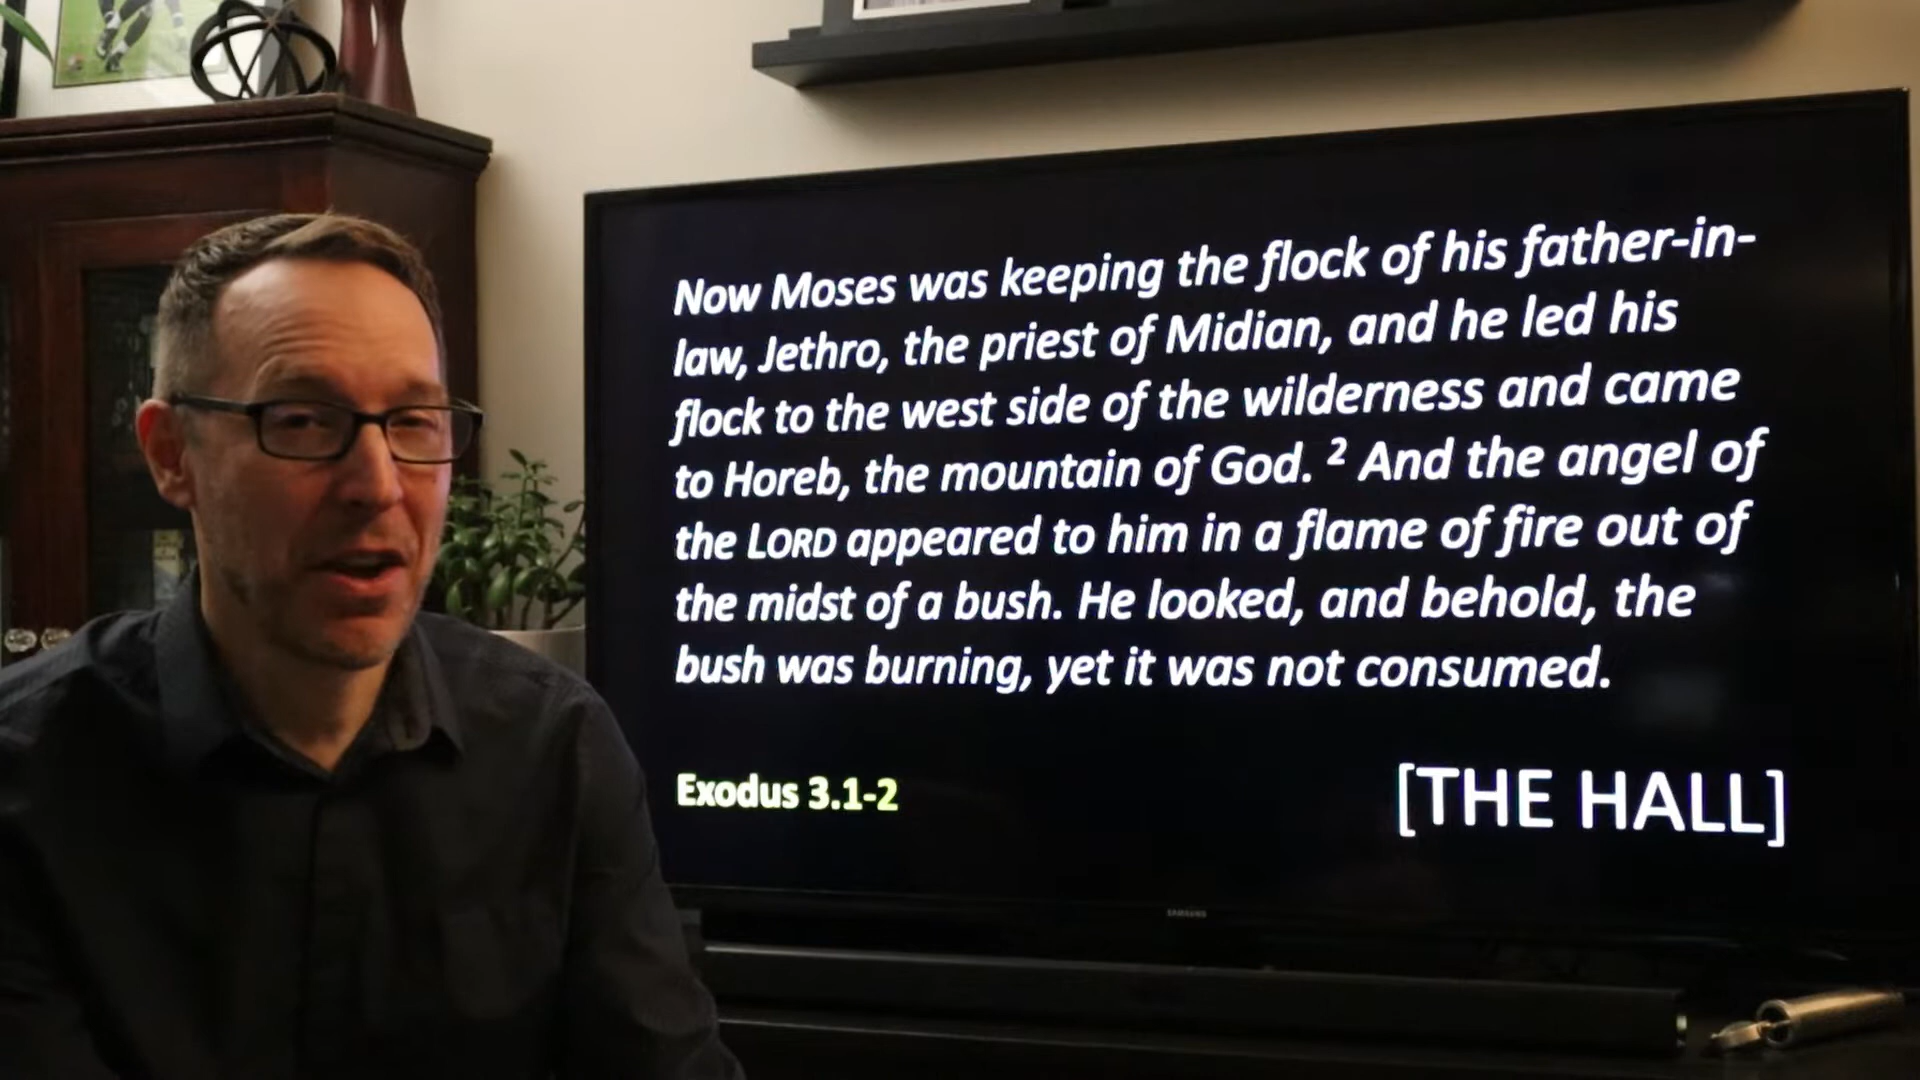 Now Moses was keeping the flock of his father-in-
law, Jethro, the priest of Midian, and he led his
flock to the west side of the wilderness and came
to Horeb, the mountain of God. ² And the angel of
the LORD appeared to him in a flame of fire out of
the midst of a bush. He looked, and behold, the
bush was burning, yet it was not consumed.
Exodus 3.1-2
[THE HALL]
SAMSUNG